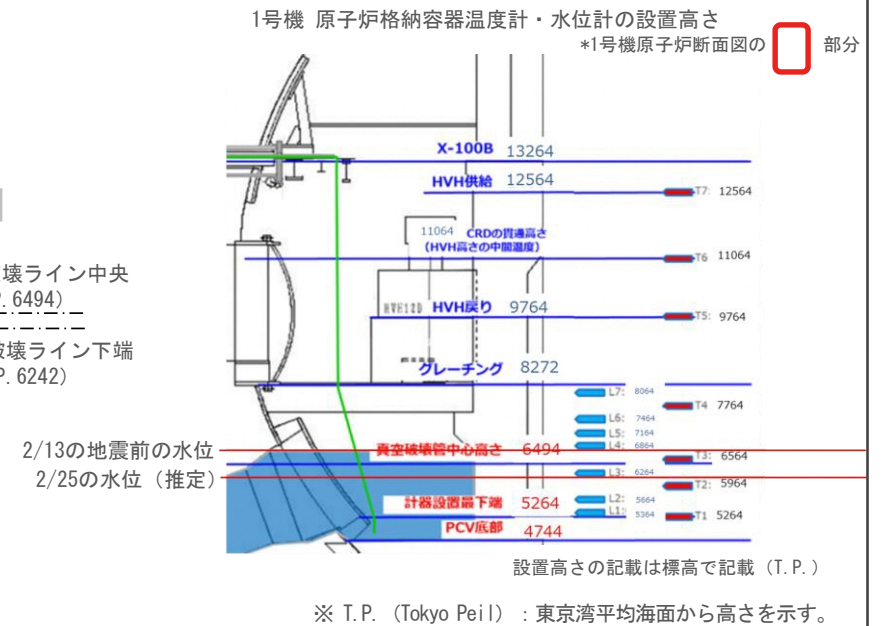 1号機 原子炉格納容器温度計・水位計の設置高さ
*1号機原子炉断面図の 部分
X-100B 13264
HVH供給 12564
T7: 12564
11064 CRDの貫通高さ
(HVH高さの中間温度)
T6 11064
壊ライン中央
P.6494)
HVH12D HVH戻り 9764
T5: 9764
破壊ライン下端
P.6242)
グレーチング 8272
L7: 8064
T4 7764
L6: 7464
L5: 7164
L4: 6864
2/13の地震前の水位
真空破壊管中心高さ 6494
T3: 6564
2/25の水位(推定)
L3: 6264
T2: 5964
計器設置最下端 5264
L2: 5664
L1: 5364
T1 5264
PCV底部 4744
設置高さの記載は標高で記載(T.P.)
※ T.P. (Tokyo Peil) :東京湾平均海面から高さを示す。